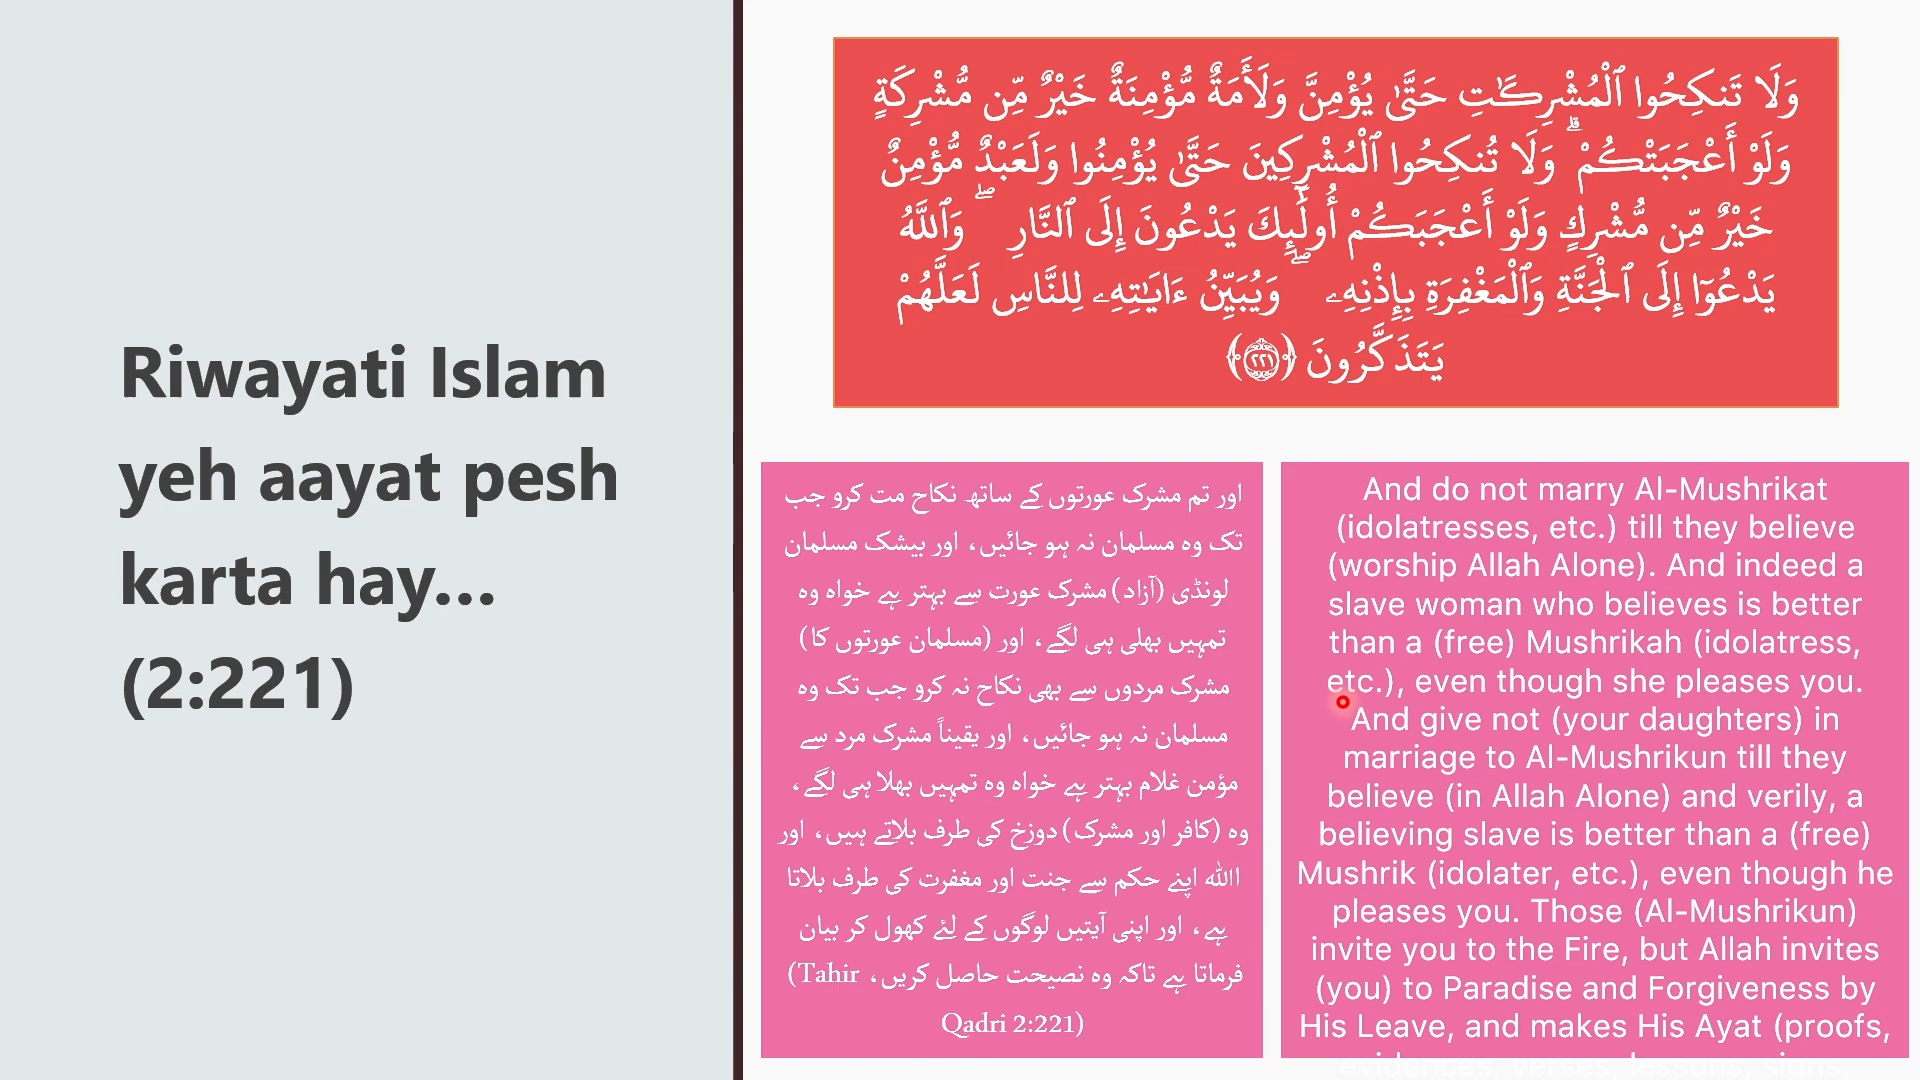 Riwayati Islam
yeh aayat pesh
karta hay…
(2:221)
وَلَا تَنكِحُوا ٱلْمُشْرِكَـٰتِ حَتَّىٰ يُؤْمِنَّ وَلَأَمَةٌ مُّؤْمِنَةٌ خَيْرٌ مِّن مُّشْرِكَةٍ
وَلَوْ أَعْجَبَتْكُمْ ۗ وَلَا تُنكِحُوا ٱلْمُشْرِكِينَ حَتَّىٰ يُؤْمِنُوا وَلَعَبْدٌ مُّؤْمِنٌ
خَيْرٌ مِّن مُّشْرِكٍ وَلَوْ أَعْجَبَكُمْ أُولَـٰٓئِكَ يَدْعُونَ إِلَى ٱلنَّارِ ۖ وَٱللَّهُ
يَدْعُوٓا إِلَى ٱلْجَنَّةِ وَٱلْمَغْفِرَةِ بِإِذْنِهِۦ ۖ وَيُبَيِّنُ ءَايَـٰتِهِۦ لِلنَّاسِ لَعَلَّهُمْ
يَتَذَكَّرُونَ ﴿٢٢١﴾
اور تم مشرک عورتوں کے ساتھ نکاح مت کرو جب
تک وہ مسلمان نہ ہو جائیں، اور بیشک مسلمان
لونڈی (آزاد) مشرک عورت سے بہتر ہے خواہ وہ
تمہیں بھلی ہی لگے، اور (مسلمان عورتوں کا)
مشرک مردوں سے بھی نکاح نہ کرو جب تک وہ
مسلمان نہ ہو جائیں، اور یقیناً مشرک مرد سے
مؤمن غلام بہتر ہے خواہ وہ تمہیں بھلا ہی لگے،
وہ (کافر اور مشرک) دوزخ کی طرف بلاتے ہیں، اور
اﷲ اپنے حکم سے جنت اور مغفرت کی طرف بلاتا
ہے، اور اپنی آیتیں لوگوں کے لئے کھول کر بیان
فرماتا ہے تاکہ وہ نصیحت حاصل کریں، (Tahir
Qadri 2:221)
And do not marry Al-Mushrikat
(idolatresses, etc.) till they believe
(worship Allah Alone). And indeed a
slave woman who believes is better
than a (free) Mushrikah (idolatress,
etc.), even though she pleases you.
And give not (your daughters) in
marriage to Al-Mushrikun till they
believe (in Allah Alone) and verily, a
believing slave is better than a (free)
Mushrik (idolater, etc.), even though he
pleases you. Those (Al-Mushrikun)
invite you to the Fire, but Allah invites
(you) to Paradise and Forgiveness by
His Leave, and makes His Ayat (proofs,
evidences, verses, lessons, signs,